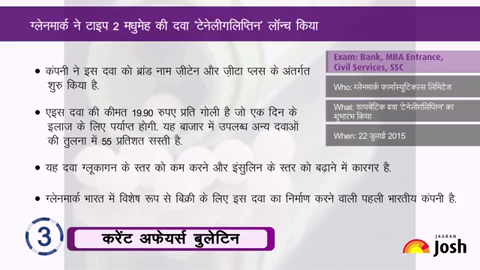 ग्लेनमार्क ने टाइप 2 मधुमेह की दवा 'टेनेलीगलिप्तिन' लॉन्च किया
• कंपनी ने इस दवा को ब्रांड नाम ज़ीटेन और ज़ीटा प्लस के अंतर्गत
शुरु किया है.
• एइस दवा की कीमत 19.90 रुपए प्रति गोली है जो एक दिन के
इलाज के लिए पर्याप्त होगी. यह बाजार में उपलब्ध अन्य दवाओं
की तुलना में 55 प्रतिशत सस्ती है.
• यह दवा ग्लूकागन के स्तर को कम करने और इंसुलिन के स्तर को बढ़ाने में कारगर है.
• ग्लेनमार्क भारत में विशेष रूप से बिक्री के लिए इस दवा का निर्माण करने वाली पहली भारतीय कंपनी है.
Exam: Bank, MBA Entrance,
Civil Services, SSC
Who: ग्लेनमार्क फार्मास्यूटिकल्स लिमिटेड
What: डायबेटिक दवा 'टेनेलीगलिप्तिन' का
शुभारंभ किया
When: 22 जुलाई 2015
3
करेंट अफेयर्स बुलेटिन
JAGRAN
Josh